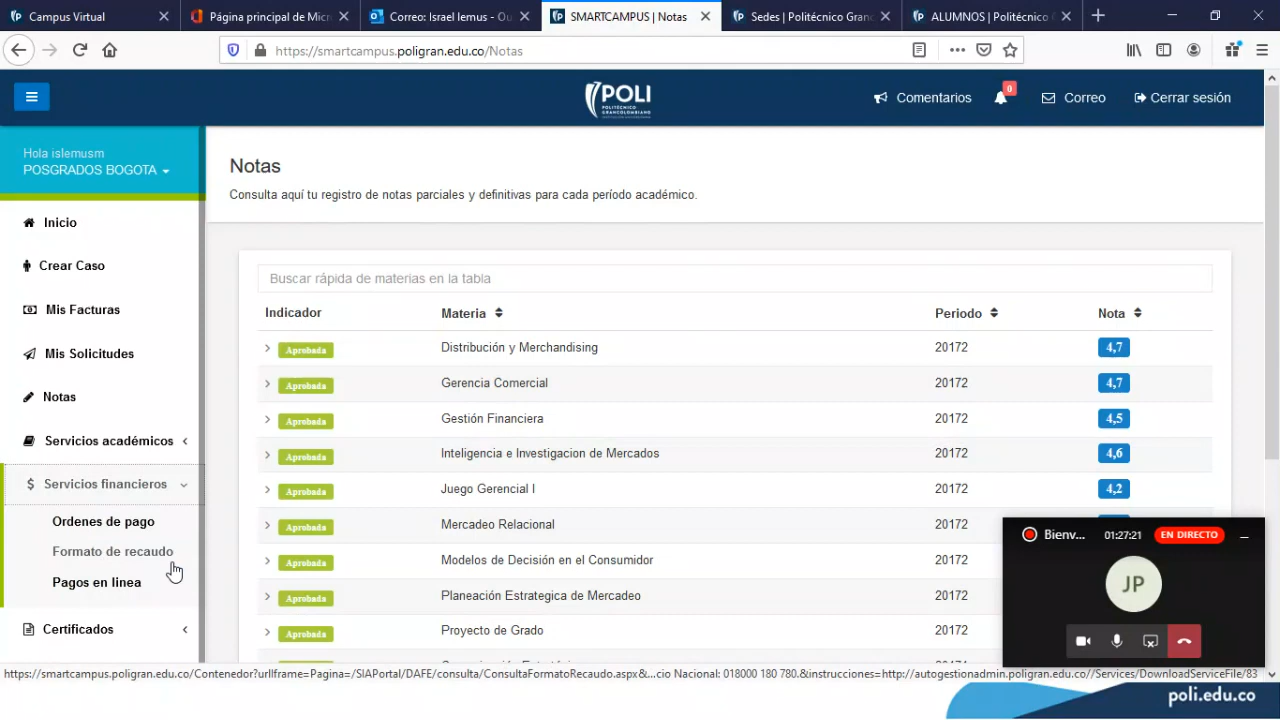 Campus Virtual
Página principal de Micr
Correo: Israel lemus - Ou
SMARTCAMPUS | Notas
Sedes | Politécnico Gran
ALUMNOS | Politécnico
https://smartcampus.poligran.edu.co/Notas
POLI
POLITÉCNICO
GRANCOLOMBIANO
Comentarios
0
Correo
Cerrar sesión
Hola islemusm
POSGRADOS BOGOTA
Inicio
Crear Caso
Mis Facturas
Mis Solicitudes
Notas
Servicios académicos
Servicios financieros
Ordenes de pago
Formato de recaudo
Pagos en linea
Certificados
Notas
Consulta aquí tu registro de notas parciales y definitivas para cada período académico.
Buscar rápida de materias en la tabla
Indicador Materia Periodo Nota
Aprobada Distribución y Merchandising 20172 4,7
Aprobada Gerencia Comercial 20172 4,7
Aprobada Gestión Financiera 20172 4,5
Aprobada Inteligencia e Investigacion de Mercados 20172 4,6
Aprobada Juego Gerencial I 20172 4,2
Aprobada Mercadeo Relacional 20172
Aprobada Modelos de Decisión en el Consumidor 20172
Aprobada Planeación Estrategica de Mercadeo 20172
Aprobada Proyecto de Grado 20172
Bienv... 01:27:21 EN DIRECTO
JP
https://smartcampus.poligran.edu.co/Contenedor?urlIframe=Pagina=/SIAPortal/DAFE/consulta/ConsultaFormatoRecaudo.aspx&...cio Nacional: 018000 180 780.&instrucciones=http://autogestionadmin.poligran.edu.co//Services/DownloadServiceFile/83
poli.edu.co